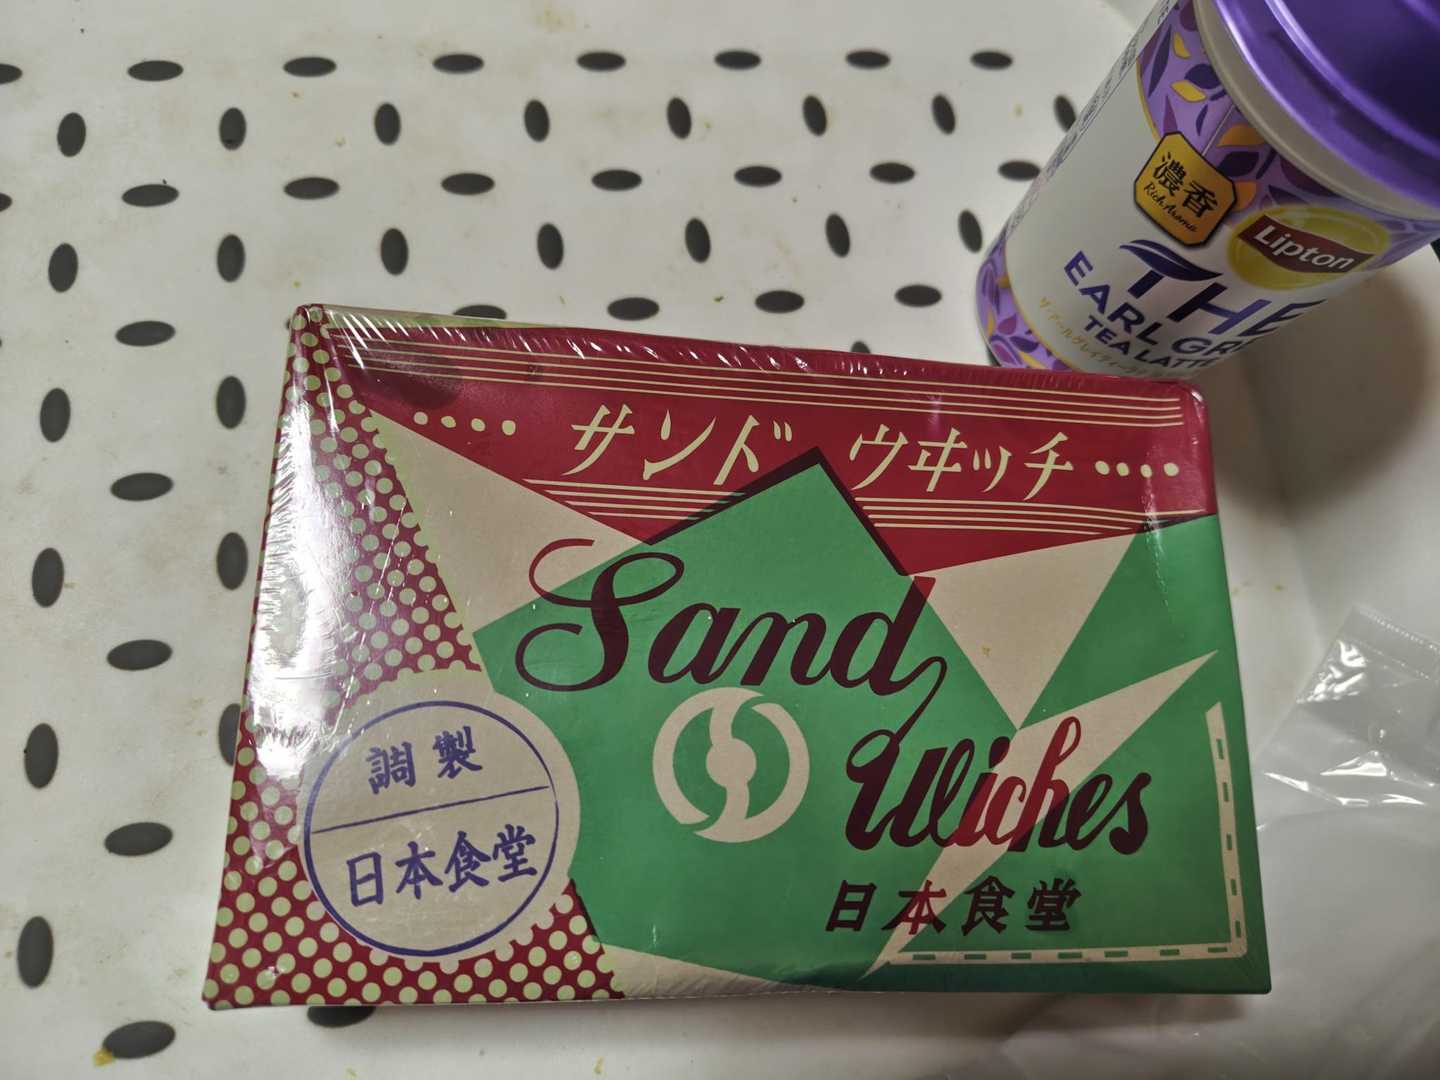 濃香
Rich Aroma
Lipton
THE
EARL GR
TEA LATT
サンド ウヰッチ
Sand
Wiches
日本食堂
調製
日本食堂